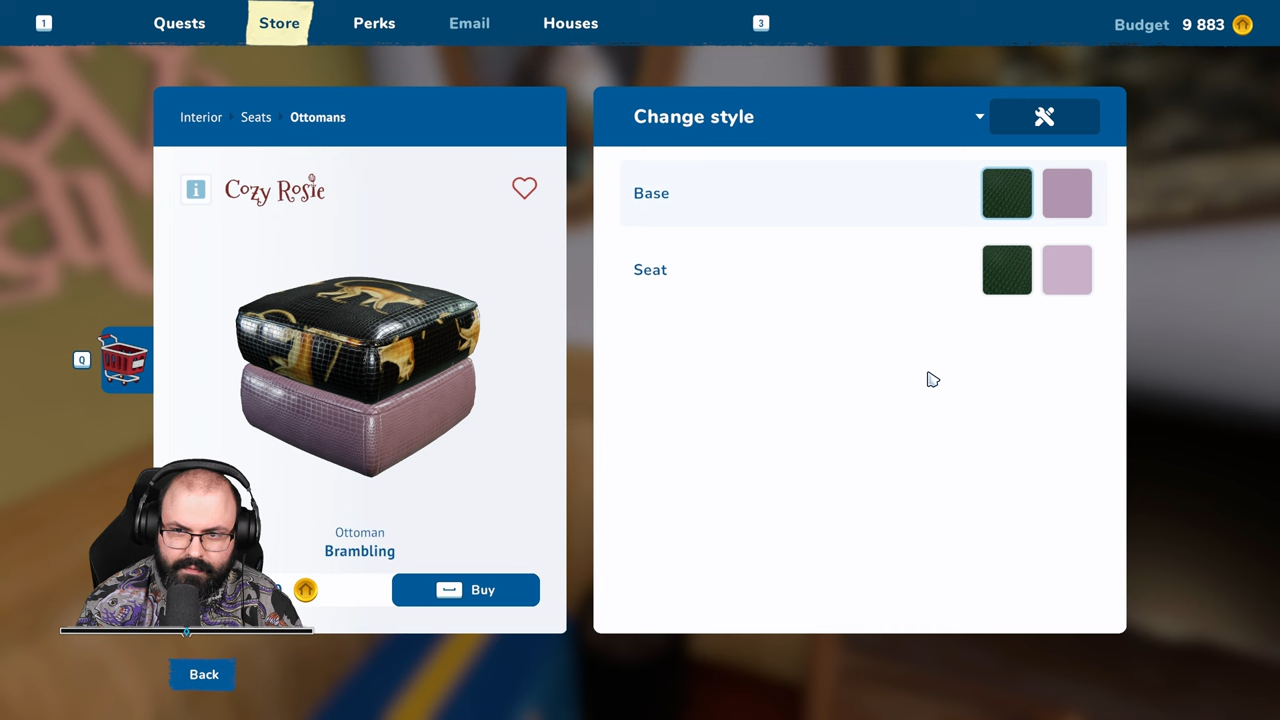 1 Quests Store Perks Email Houses 3 Budget 9 883
Interior Seats Ottomans
Change style
i Cozy Rosie
Base
Seat
Q
Ottoman
Brambling
Buy
Back